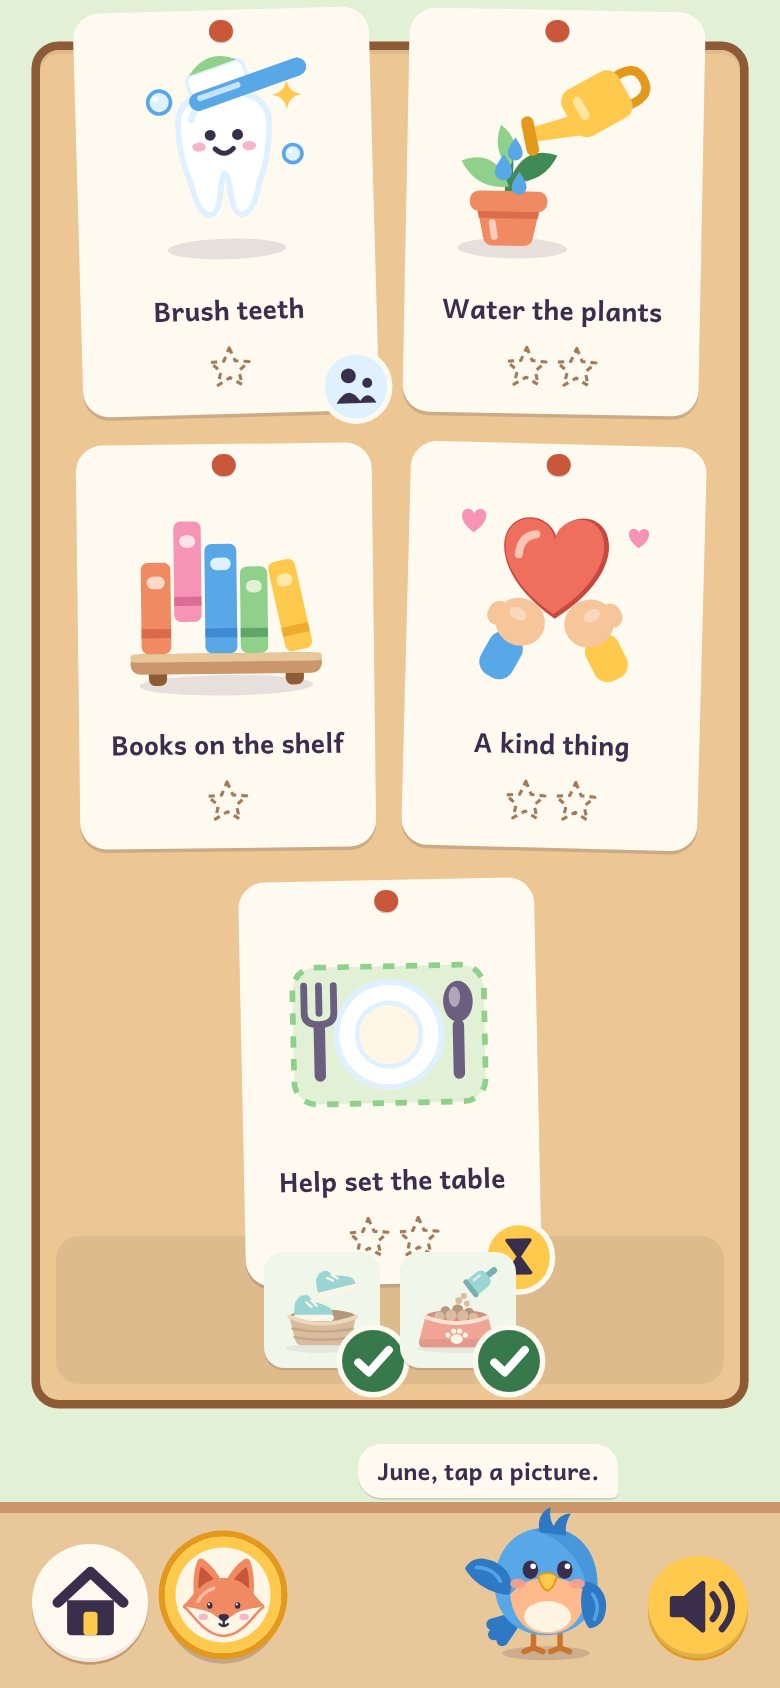 Brush teeth
Water the plants
Books on the shelf
A kind thing
Help set the table
June, tap a picture.